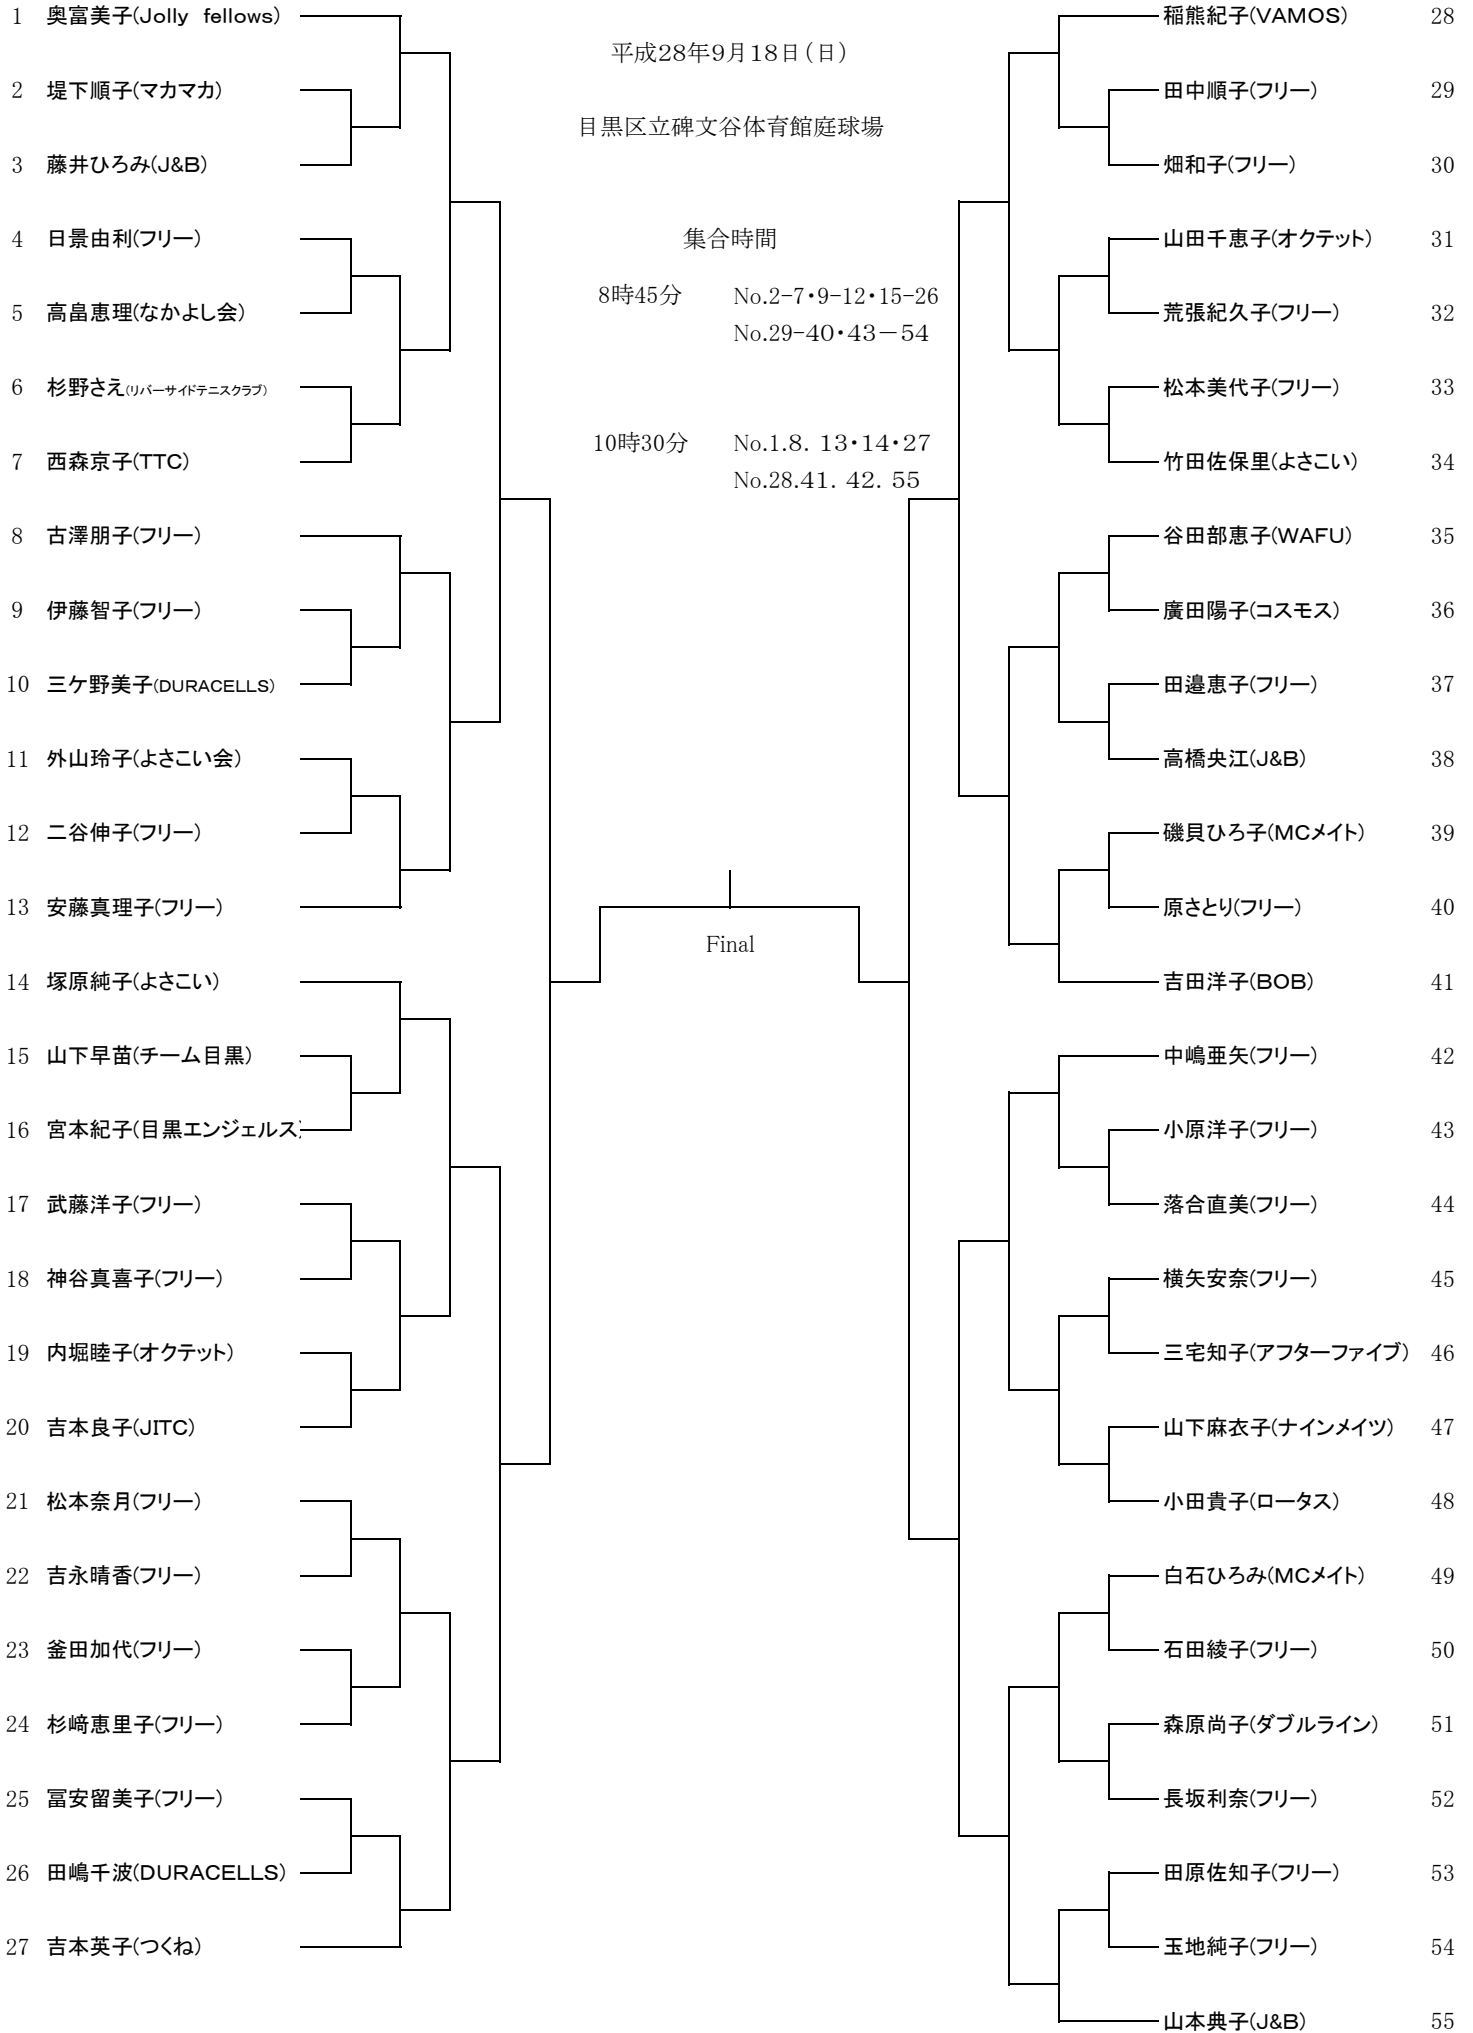 1 奥富美子(Jolly fellows)
2 堤下順子(マカマカ)
3 藤井ひろみ(J&B)
4 日景由利(フリー)
5 高畠恵理(なかよし会)
6 杉野さえ(リバーサイドテニスクラブ)
7 西森京子(TTC)
8 古澤朋子(フリー)
9 伊藤智子(フリー)
10 三ケ野美子(DURACELLS)
11 外山玲子(よさこい会)
12 二谷伸子(フリー)
13 安藤真理子(フリー)
14 塚原純子(よさこい)
15 山下早苗(チーム目黒)
16 宮本紀子(目黒エンジェルス)
17 武藤洋子(フリー)
18 神谷真喜子(フリー)
19 内堀睦子(オクテット)
20 吉本良子(JITC)
21 松本奈月(フリー)
22 吉永晴香(フリー)
23 釜田加代(フリー)
24 杉﨑恵里子(フリー)
25 冨安留美子(フリー)
26 田嶋千波(DURACELLS)
27 吉本英子(つくね)
平成28年9月18日(日)
目黒区立碑文谷体育館庭球場
集合時間
8時45分 No.2-7・9-12・15-26
No.29-40・43-54
10時30分 No.1.8. 13・14・27
No.28.41. 42. 55
Final
稲熊紀子(VAMOS) 28
田中順子(フリー) 29
畑和子(フリー) 30
山田千恵子(オクテット) 31
荒張紀久子(フリー) 32
松本美代子(フリー) 33
竹田佐保里(よさこい) 34
谷田部恵子(WAFU) 35
廣田陽子(コスモス) 36
田邉恵子(フリー) 37
高橋央江(J&B) 38
磯貝ひろ子(MCメイト) 39
原さとり(フリー) 40
吉田洋子(BOB) 41
中嶋亜矢(フリー) 42
小原洋子(フリー) 43
落合直美(フリー) 44
横矢安奈(フリー) 45
三宅知子(アフターファイブ) 46
山下麻衣子(ナインメイツ) 47
小田貴子(ロータス) 48
白石ひろみ(MCメイト) 49
石田綾子(フリー) 50
森原尚子(ダブルライン) 51
長坂利奈(フリー) 52
田原佐知子(フリー) 53
玉地純子(フリー) 54
山本典子(J&B) 55